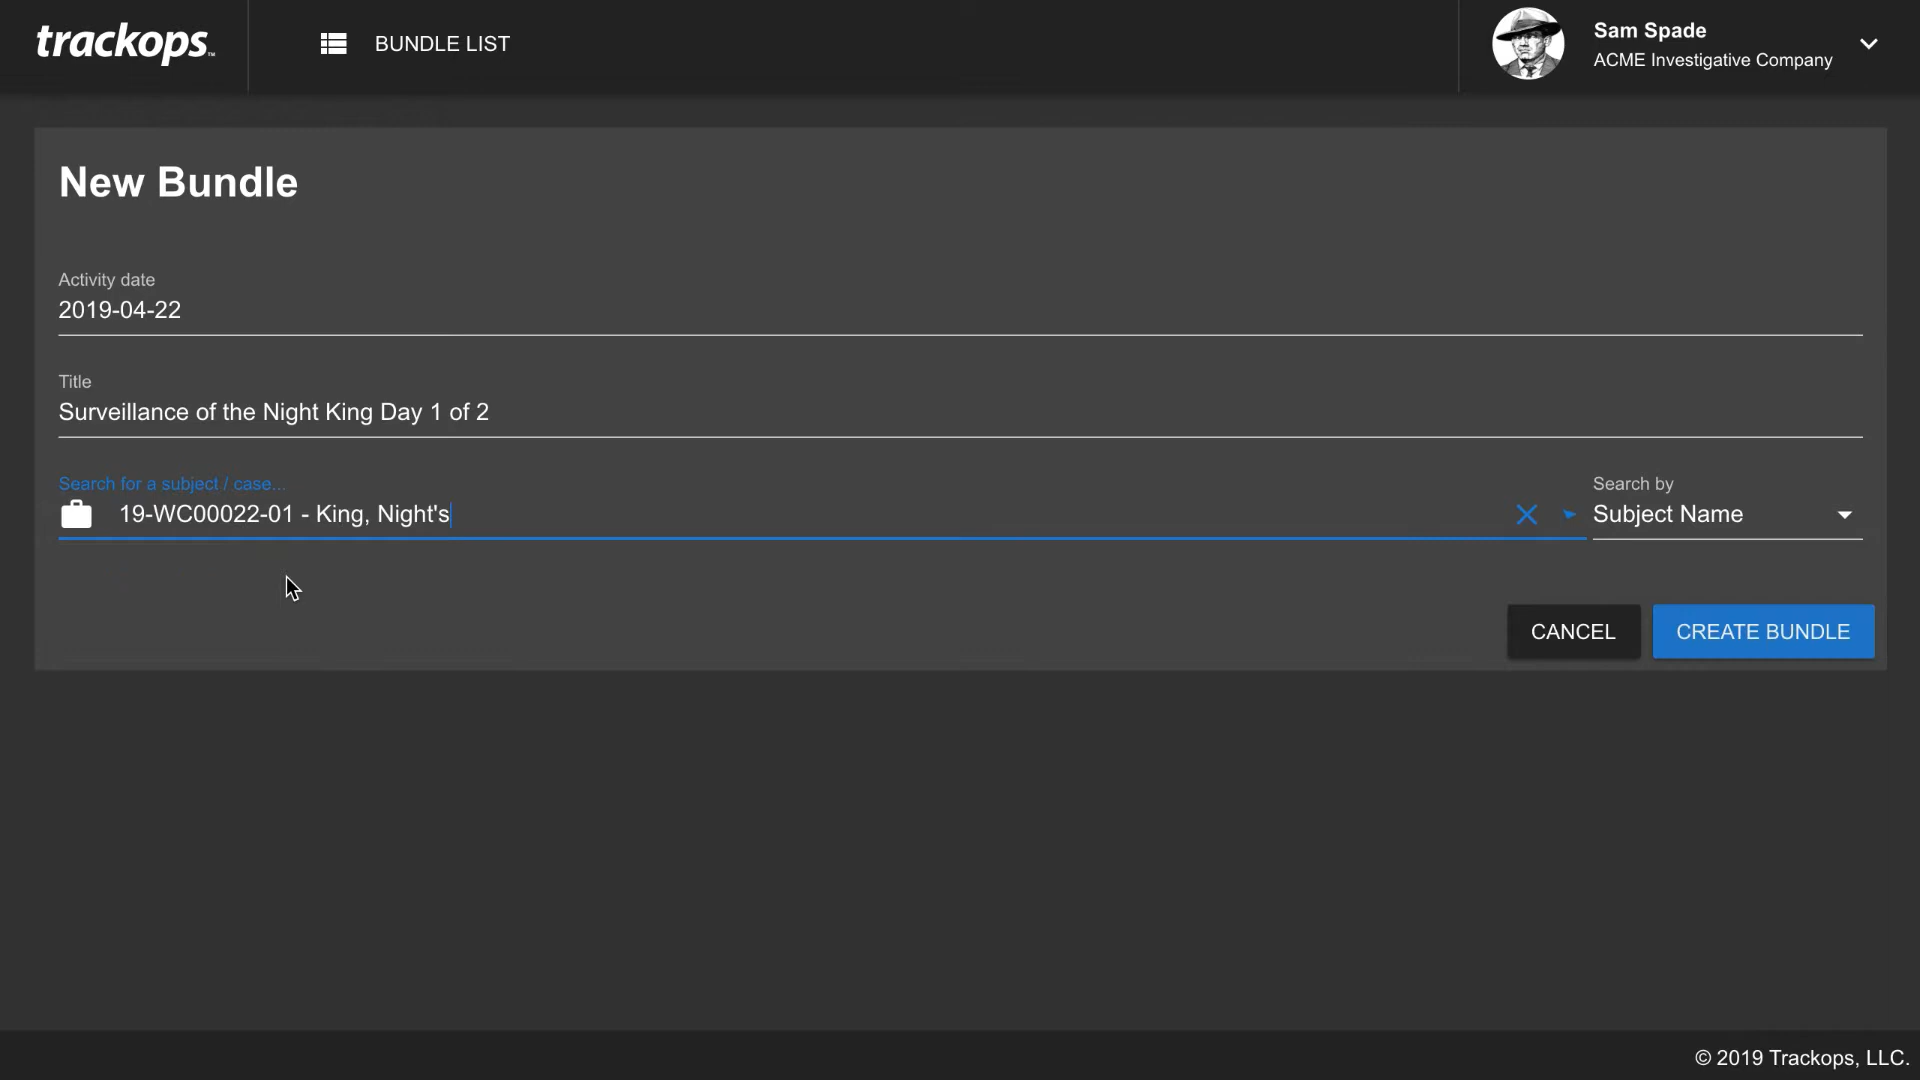 trackops™
BUNDLE LIST
Sam Spade
ACME Investigative Company
New Bundle
Activity date
2019-04-22
Title
Surveillance of the Night King Day 1 of 2
Search for a subject / case...
19-WC00022-01 - King, Night's
Search by
Subject Name
CANCEL
CREATE BUNDLE
© 2019 Trackops, LLC.